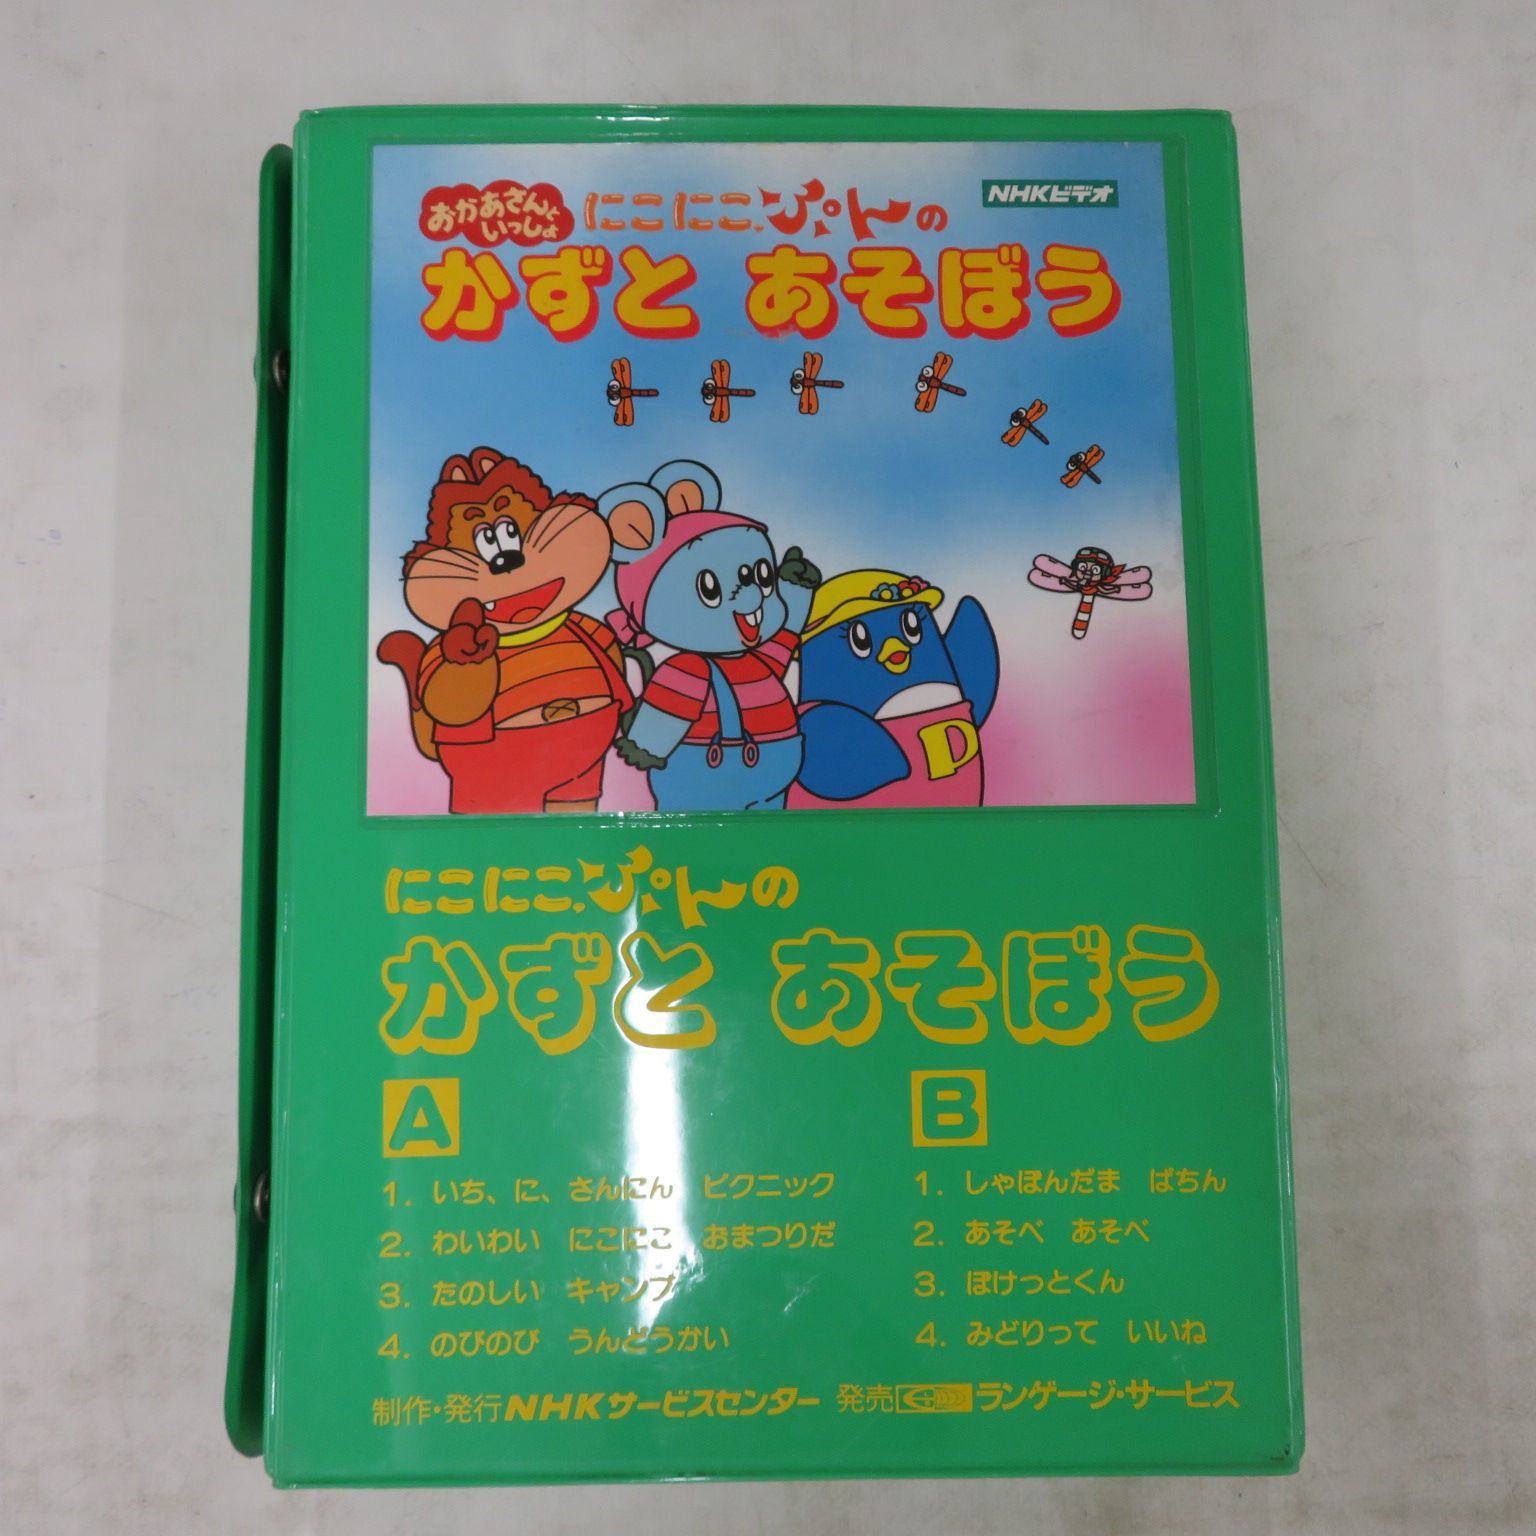 おかあさんと
いっしょ
にこにこ、ぷんの
NHKビデオ
かずと あそぼう
P
にこにこ、ぷんの
かずと あそぼう
A
1. いち、に、さんにん ピクニック
2. わいわい にこにこ おまつりだ
3. たのしい キャンプ
4. のびのび うんどうかい
B
1. しゃぼんだま ぱちん
2. あそべ あそべ
3. ぽけっとくん
4. みどりって いいね
制作・発行 NHKサービスセンター 発売 ランゲージ・サービス